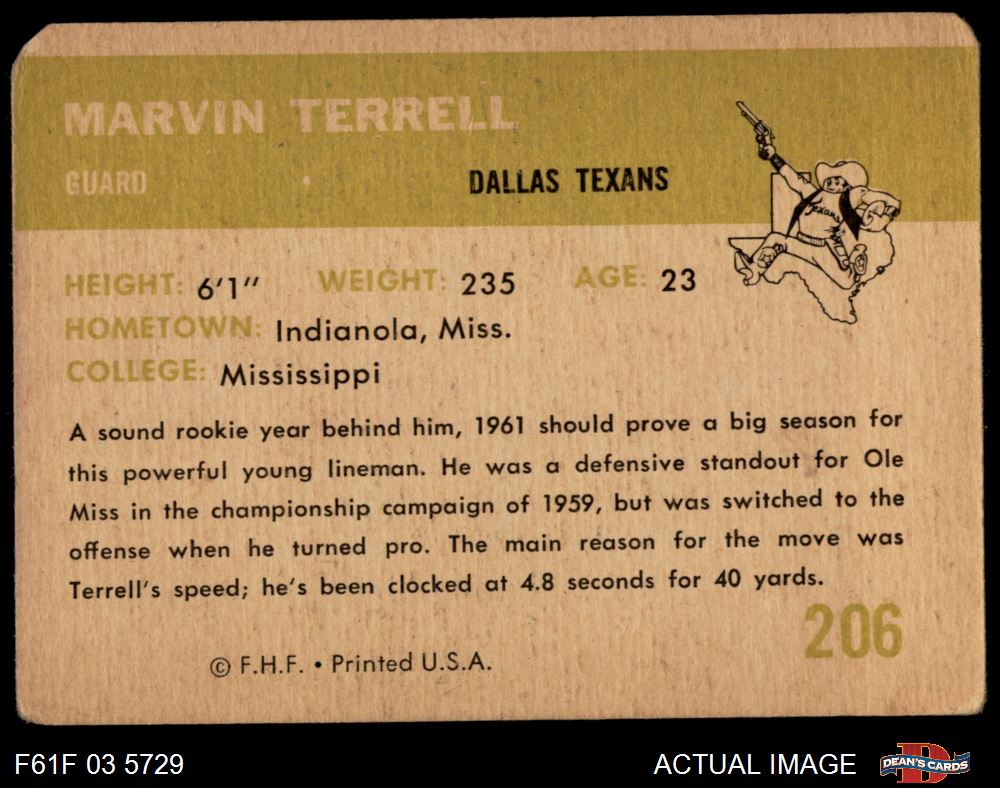 MARVIN TERRELL
GUARD
DALLAS TEXANS
Texans
HEIGHT: 6'1" WEIGHT: 235 AGE: 23
HOMETOWN: Indianola, Miss.
COLLEGE: Mississippi
A sound rookie year behind him, 1961 should prove a big season for
this powerful young lineman. He was a defensive standout for Ole
Miss in the championship campaign of 1959, but was switched to the
offense when he turned pro. The main reason for the move was
Terrell's speed; he's been clocked at 4.8 seconds for 40 yards.
206
© F.H.F. • Printed U.S.A.
F61F 03 5729
ACTUAL IMAGE
D
DEAN'S CARDS